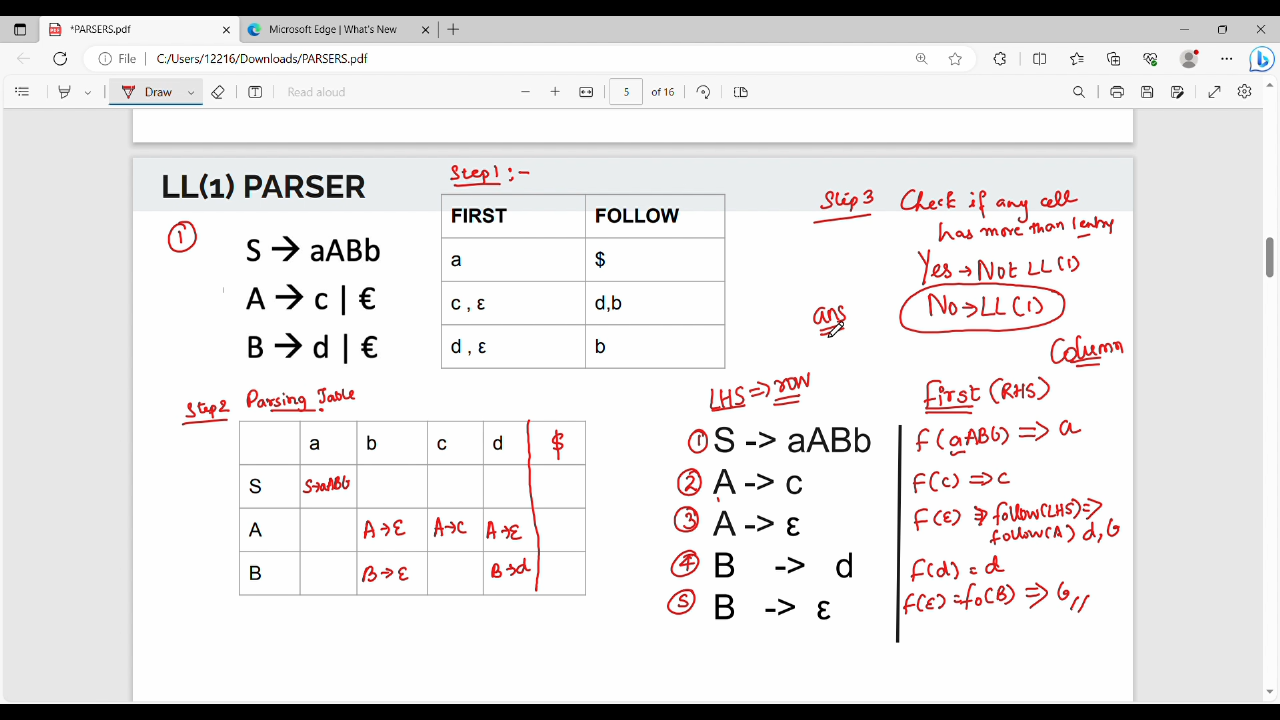 *PARSERS.pdf
Microsoft Edge | What's New
File
C:/Users/12216/Downloads/PARSERS.pdf
Draw
Read aloud
5
of 16
LL(1) PARSER
Step1 :-
1
S → aABb
A → c | €
B → d | €
FIRST FOLLOW
a $
c , ε d,b
d , ε b
Step 3 Check if any cell
has more than 1 entry
Yes → Not LL(1)
ans No → LL(1)
Column
Step2 Parsing Table
a b c d $
S S→aABb
A A→ε A→c A→ε
B B→ε B→d
LHS => row
① S -> aABb
② A -> c
③ A -> ε
④ B -> d
⑤ B -> ε
First (RHS)
f(aABb) => a
f(c) => c
f(ε) => follow(LHS) =>
follow(A) d,b
f(d) = d
f(ε) = fo(B) => b//